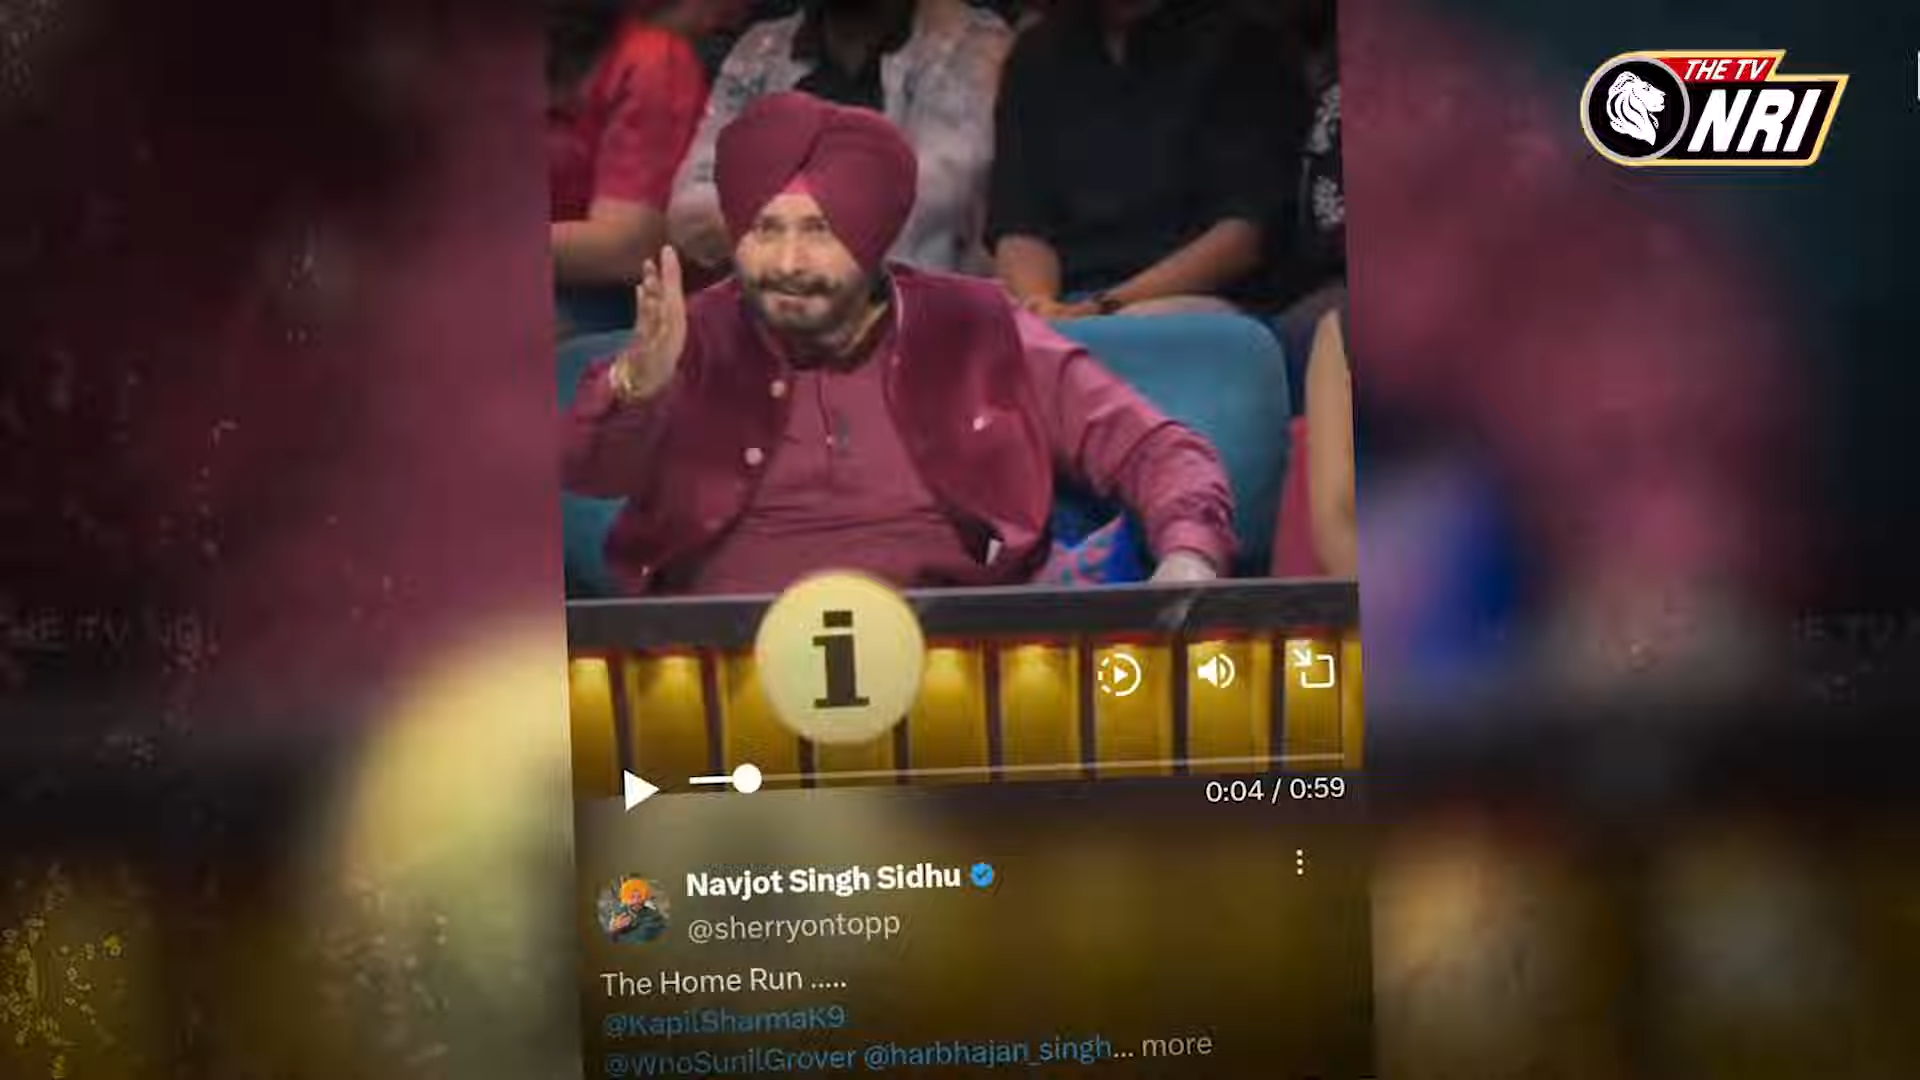 THE TV
NRI
i
0:04 / 0:59
Navjot Singh Sidhu
@sherryontopp
The Home Run .....
@KapilSharmaK9
@WhoSunilGrover @harbhajan_singh... more